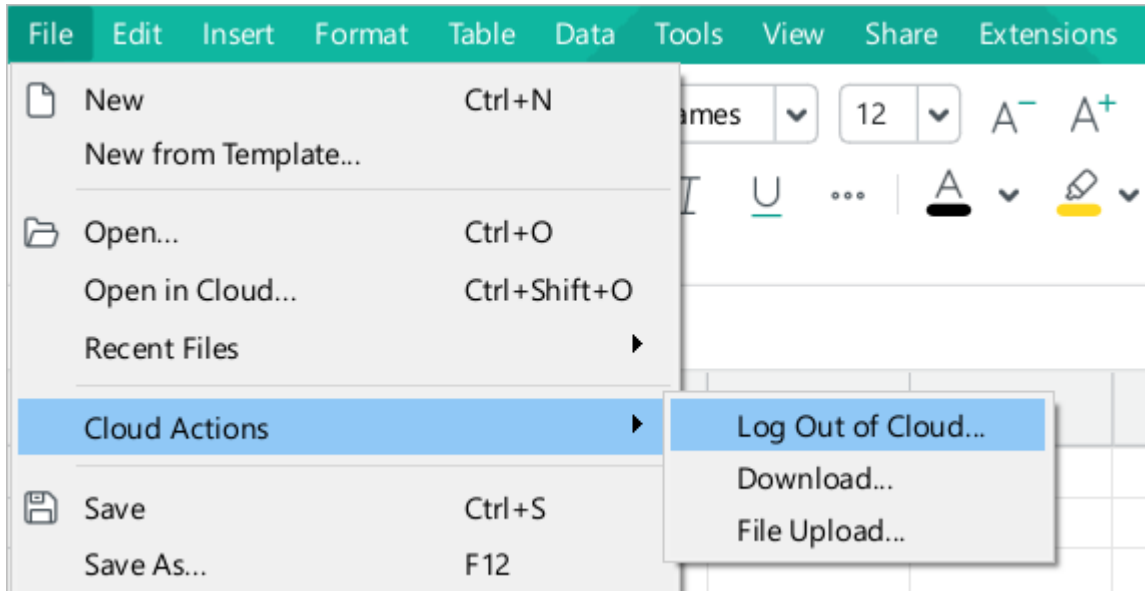 File Edit Insert Format Table Data Tools View Share Extensions
New Ctrl+N
New from Template...
Open... Ctrl+O
Open in Cloud... Ctrl+Shift+O
Recent Files
Cloud Actions
Save Ctrl+S
Save As... F12
Log Out of Cloud...
Download...
File Upload...
ames 12 A− A+
I U ... A